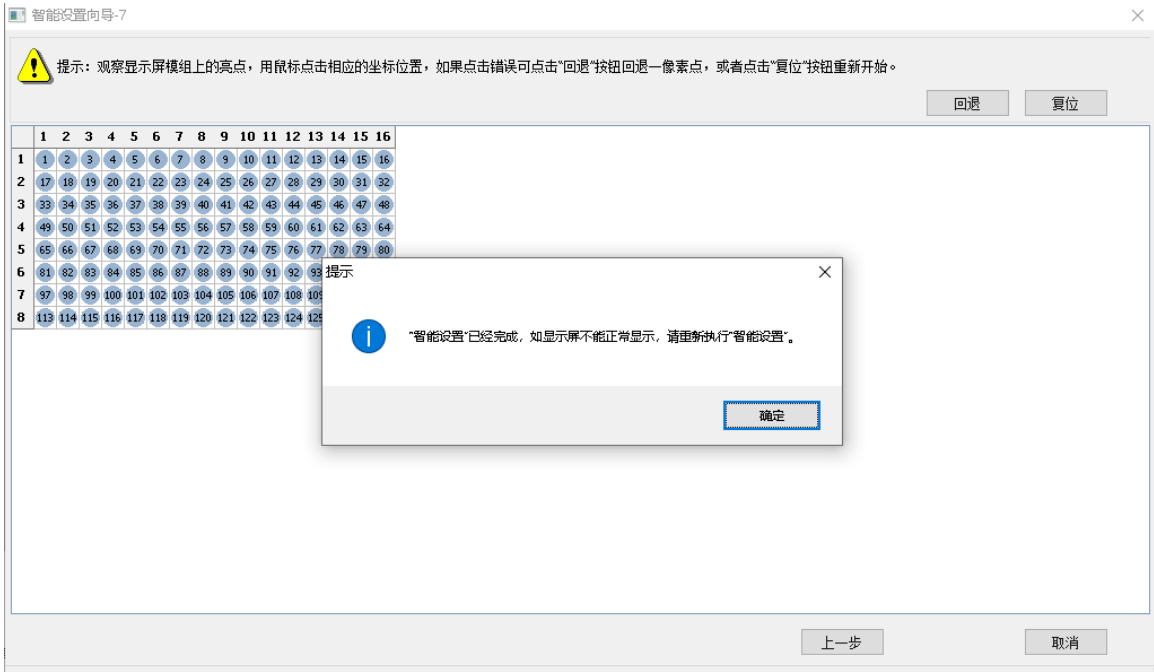 智能设置向导-7
提示：观察显示屏模组上的亮点，用鼠标点击相应的坐标位置，如果点击错误可点击“回退”按钮回退一像素点，或者点击“复位”按钮重新开始。
回退 复位
1 2 3 4 5 6 7 8 9 10 11 12 13 14 15 16
1 1 2 3 4 5 6 7 8 9 10 11 12 13 14 15 16
2 17 18 19 20 21 22 23 24 25 26 27 28 29 30 31 32
3 33 34 35 36 37 38 39 40 41 42 43 44 45 46 47 48
4 49 50 51 52 53 54 55 56 57 58 59 60 61 62 63 64
5 65 66 67 68 69 70 71 72 73 74 75 76 77 78 79 80
6 81 82 83 84 85 86 87 88 89 90 91 92 93
7 97 98 99 100 101 102 103 104 105 106 107 108 109
8 113 114 115 116 117 118 119 120 121 122 123 124 125
提示
“智能设置”已经完成，如显示屏不能正常显示，请重新执行“智能设置”。
确定
上一步 取消